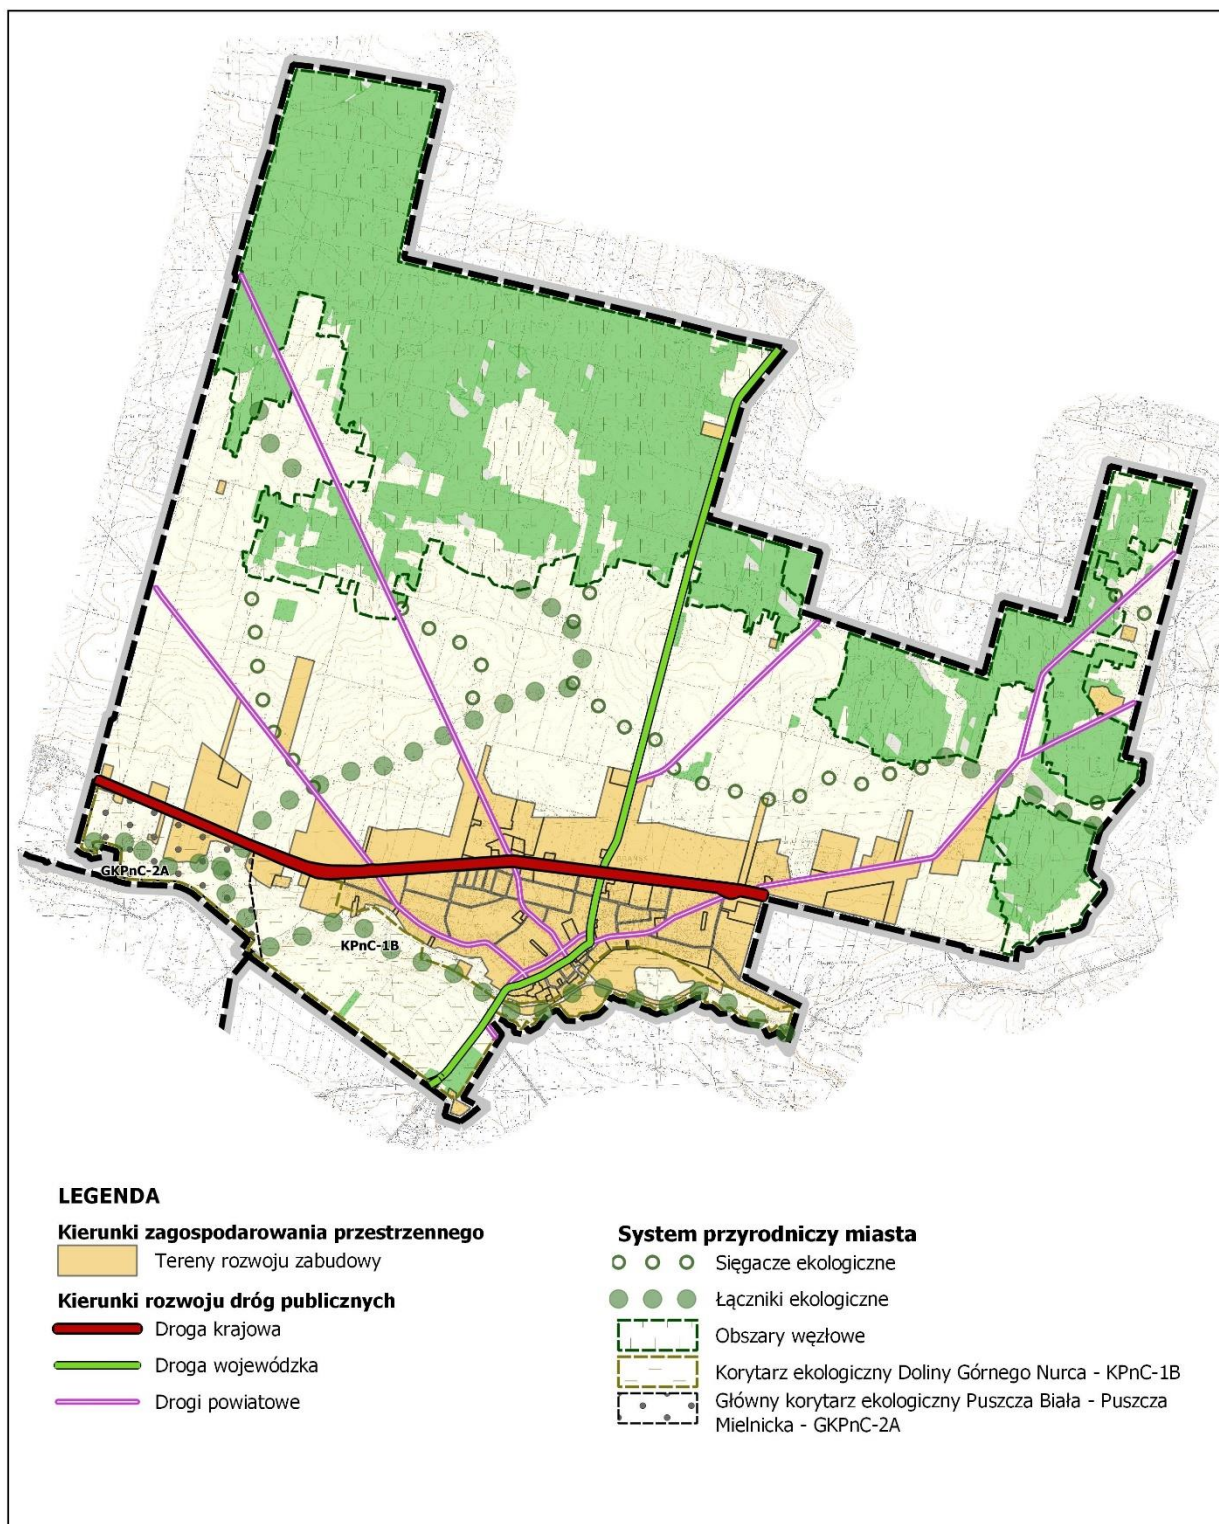 GKPnC-2A
KPnC-1B
LEGENDA
Kierunki zagospodarowania przestrzennego
Tereny rozwoju zabudowy
Kierunki rozwoju dróg publicznych
Droga krajowa
Droga wojewódzka
Drogi powiatowe
System przyrodniczy miasta
Sięgacze ekologiczne
Łączniki ekologiczne
Obszary węzłowe
Korytarz ekologiczny Doliny Górnego Nurca - KPnC-1B
Główny korytarz ekologiczny Puszcza Biała - Puszcza
Mielnicka - GKPnC-2A